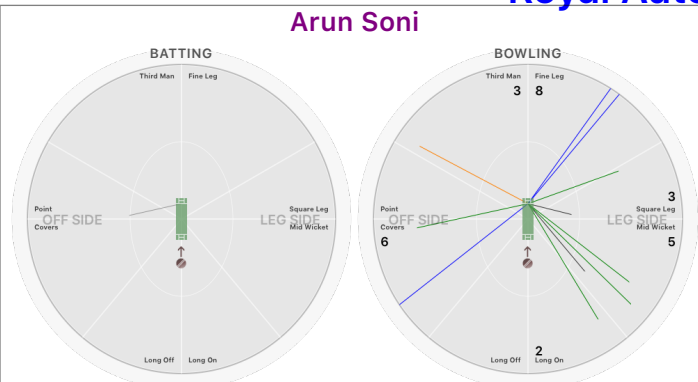 Arun Soni
BATTING
BOWLING
Third Man
Fine Leg
Third Man
Fine Leg
3
8
Point
OFF SIDE
Covers
Square Leg
LEG SIDE
Mid Wicket
Point
OFF SIDE
Covers
6
3
Square Leg
LEG SIDE
Mid Wicket
5
Long Off
Long On
Long Off
2
Long On